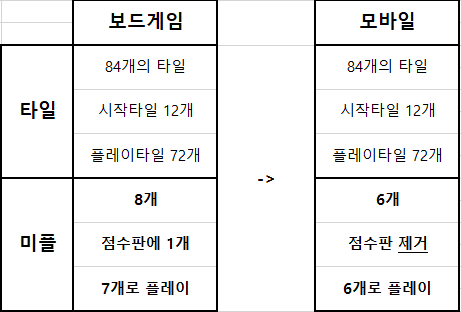 보드게임 모바일
84개의 타일 84개의 타일
타일 시작타일 12개 시작타일 12개
플레이타일 72개 플레이타일 72개
->
8개 6개
미플 점수판에 1개 점수판 제거
7개로 플레이 6개로 플레이